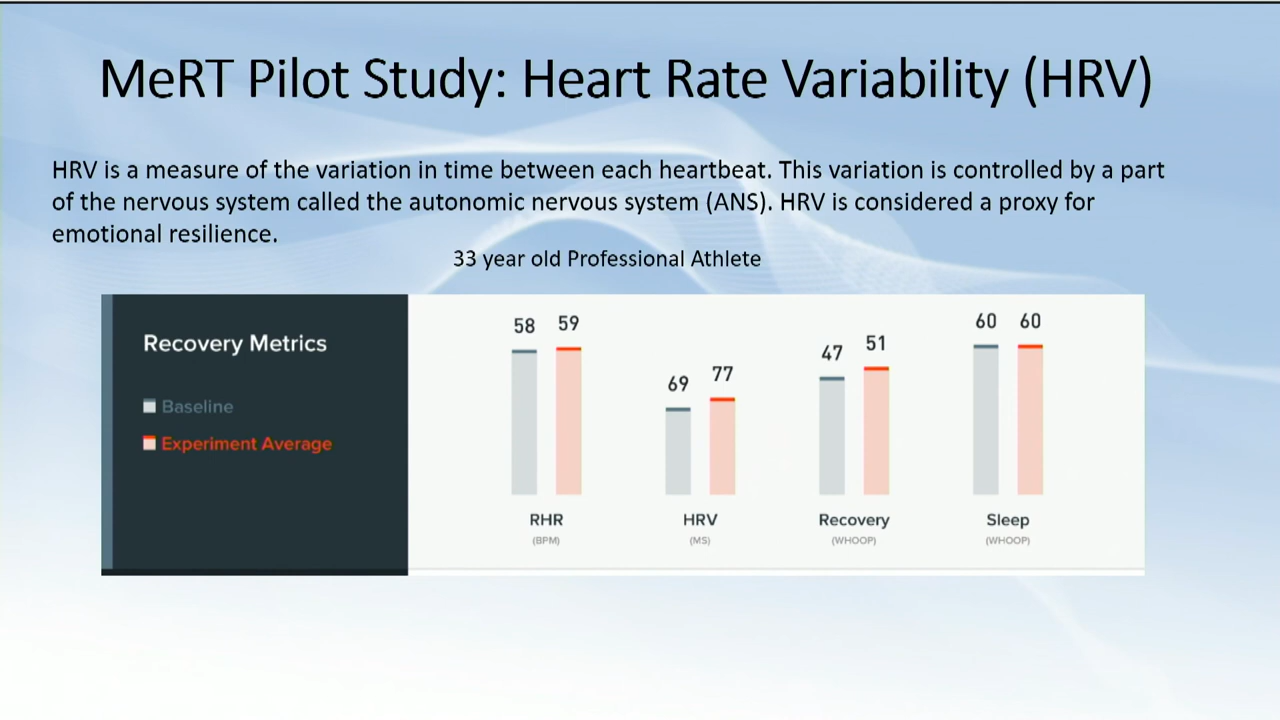 MeRT Pilot Study: Heart Rate Variability (HRV)
HRV is a measure of the variation in time between each heartbeat. This variation is controlled by a part
of the nervous system called the autonomic nervous system (ANS). HRV is considered a proxy for
emotional resilience.
33 year old Professional Athlete
Recovery Metrics
Baseline
Experiment Average
58 59
69 77
47 51
60 60
RHR
(BPM)
HRV
(MS)
Recovery
(WHOOP)
Sleep
(WHOOP)